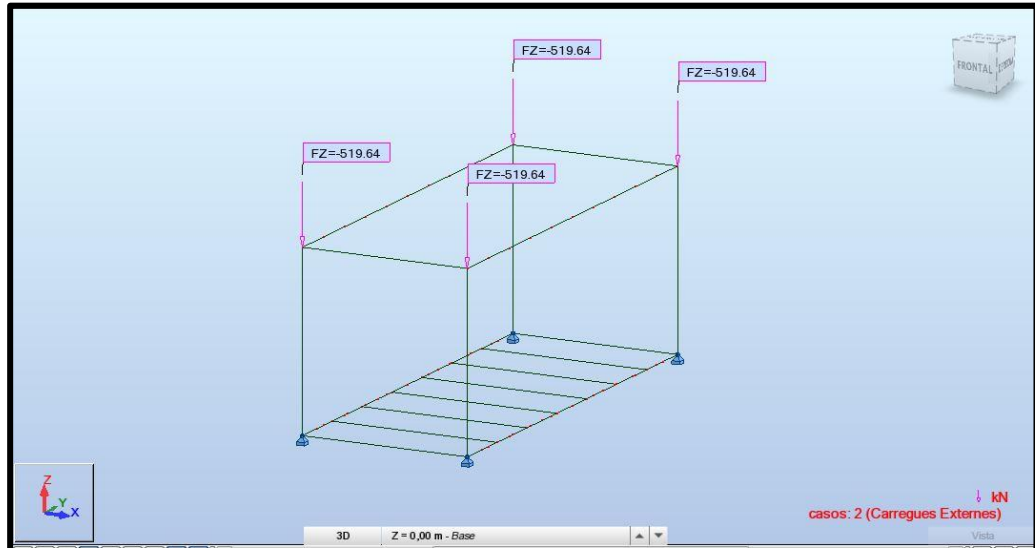 FZ=-519.64
FZ=-519.64
FZ=-519.64
FZ=-519.64
FRONTAL
Z
Y
X
kN
casos: 2 (Carregues Externes)
3D Z = 0,00 m - Base
Vista